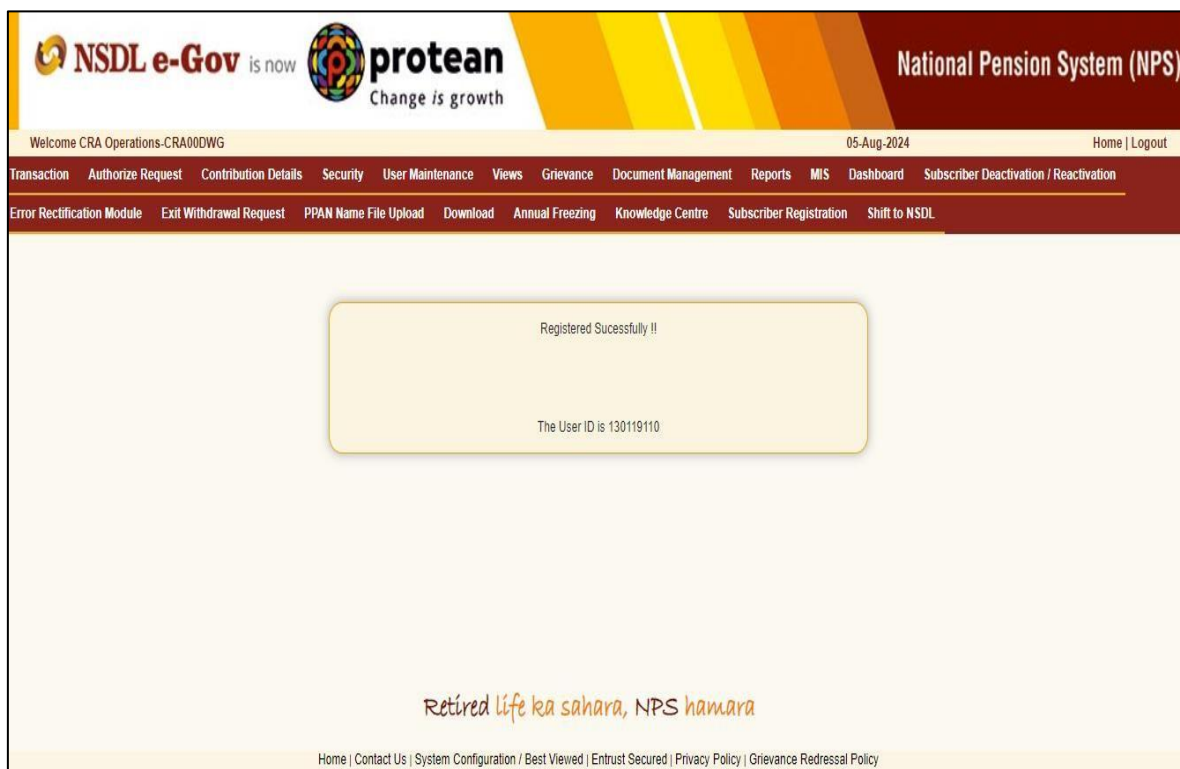 NSDL e-Gov is now protean
Change is growth
National Pension System (NPS)
Welcome CRA Operations-CRA00DWG 05-Aug-2024 Home | Logout
Transaction Authorize Request Contribution Details Security User Maintenance Views Grievance Document Management Reports MIS Dashboard Subscriber Deactivation / Reactivation
Error Rectification Module Exit Withdrawal Request PPAN Name File Upload Download Annual Freezing Knowledge Centre Subscriber Registration Shift to NSDL
Registered Sucessfully !!
The User ID is 130119110
Retired life ka sahara, NPS hamara
Home | Contact Us | System Configuration / Best Viewed | Entrust Secured | Privacy Policy | Grievance Redressal Policy